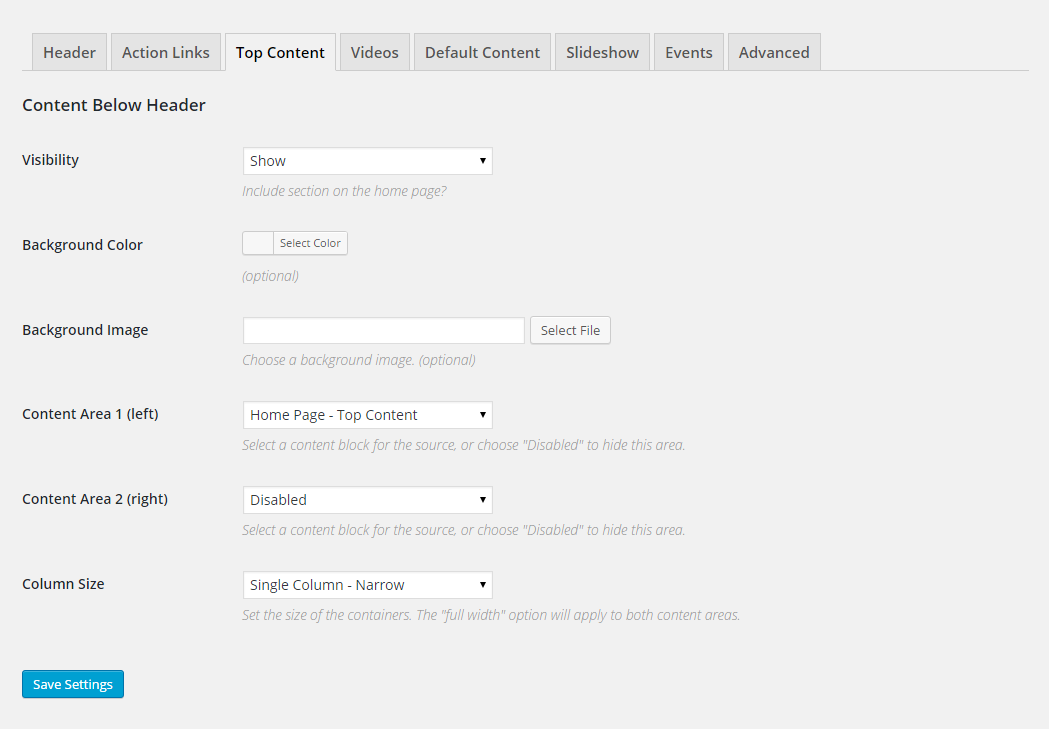 Header Action Links Top Content Videos Default Content Slideshow Events Advanced
Content Below Header
Visibility Show
Include section on the home page?
Background Color Select Color
(optional)
Background Image Select File
Choose a background image. (optional)
Content Area 1 (left) Home Page - Top Content
Select a content block for the source, or choose "Disabled" to hide this area.
Content Area 2 (right) Disabled
Select a content block for the source, or choose "Disabled" to hide this area.
Column Size Single Column - Narrow
Set the size of the containers. The "full width" option will apply to both content areas.
Save Settings